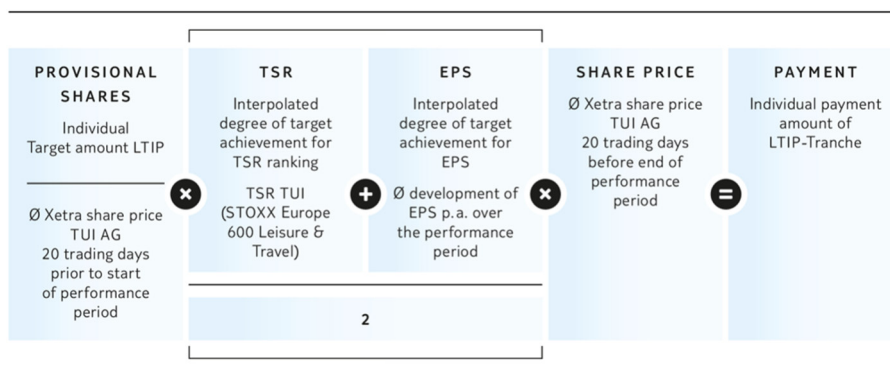 PROVISIONAL
SHARES
Individual
Target amount LTIP
Ø Xetra share price
TUI AG
20 trading days
prior to start
of performance
period
×
TSR
Interpolated
degree of target
achievement for
TSR ranking
TSR TUI
(STOXX Europe
600 Leisure &
Travel)
+
EPS
Interpolated
degree of target
achievement for
EPS
Ø development of
EPS p. a. over
the performance
period
2
×
SHARE PRICE
Ø Xetra share price
TUI AG
20 trading days
before end of
performance
period
=
PAYMENT
Individual payment
amount of
LTIP-Tranche